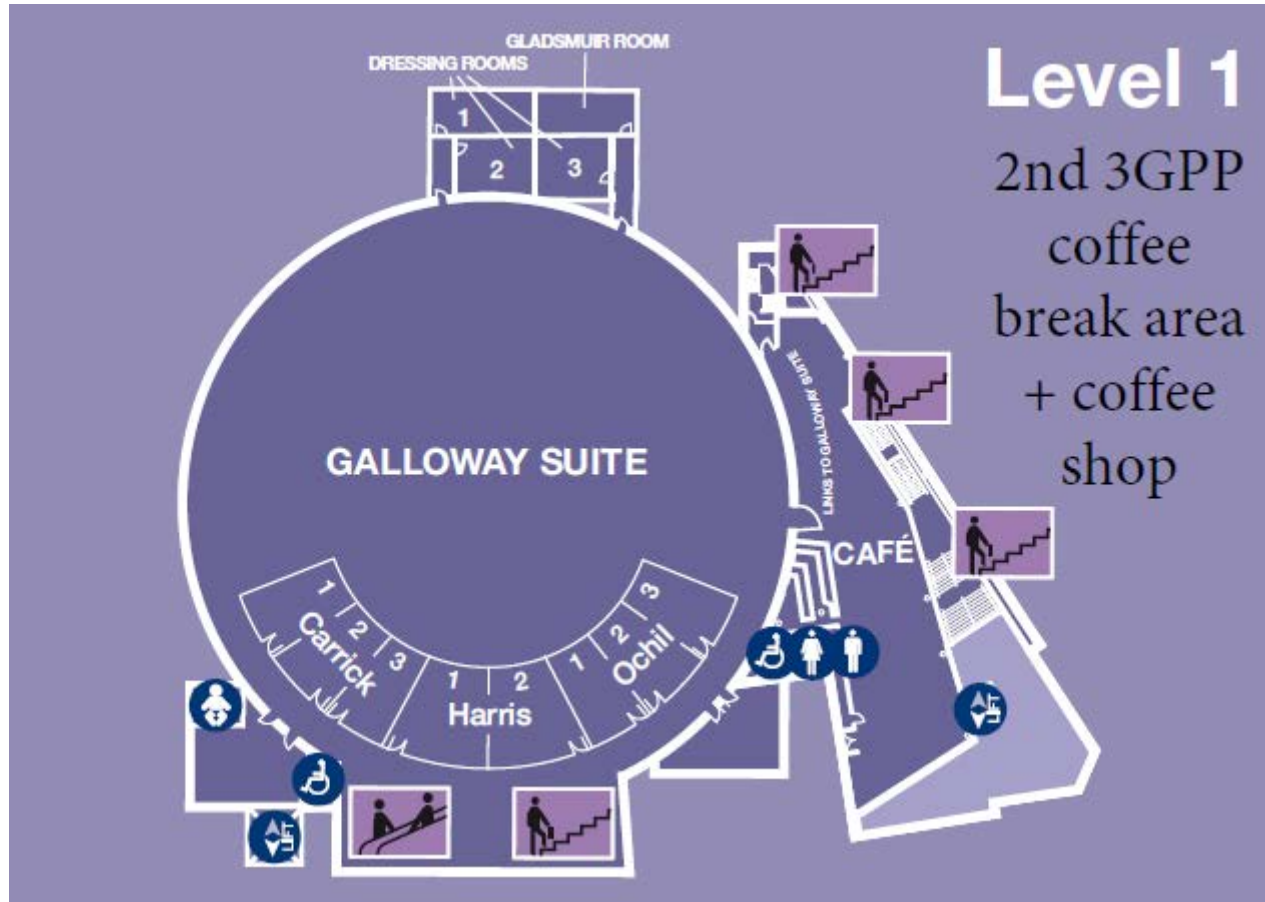 GLADSMUIR ROOM
DRESSING ROOMS
Level 1
2nd 3GPP
coffee
break area
+ coffee
shop
1
2
3
LINKS TO GALLOWAY SUITE
GALLOWAY SUITE
CAFÉ
1
2
3
Carrick
1
2
Harris
1
2
3
Ochil
LIFT
LIFT